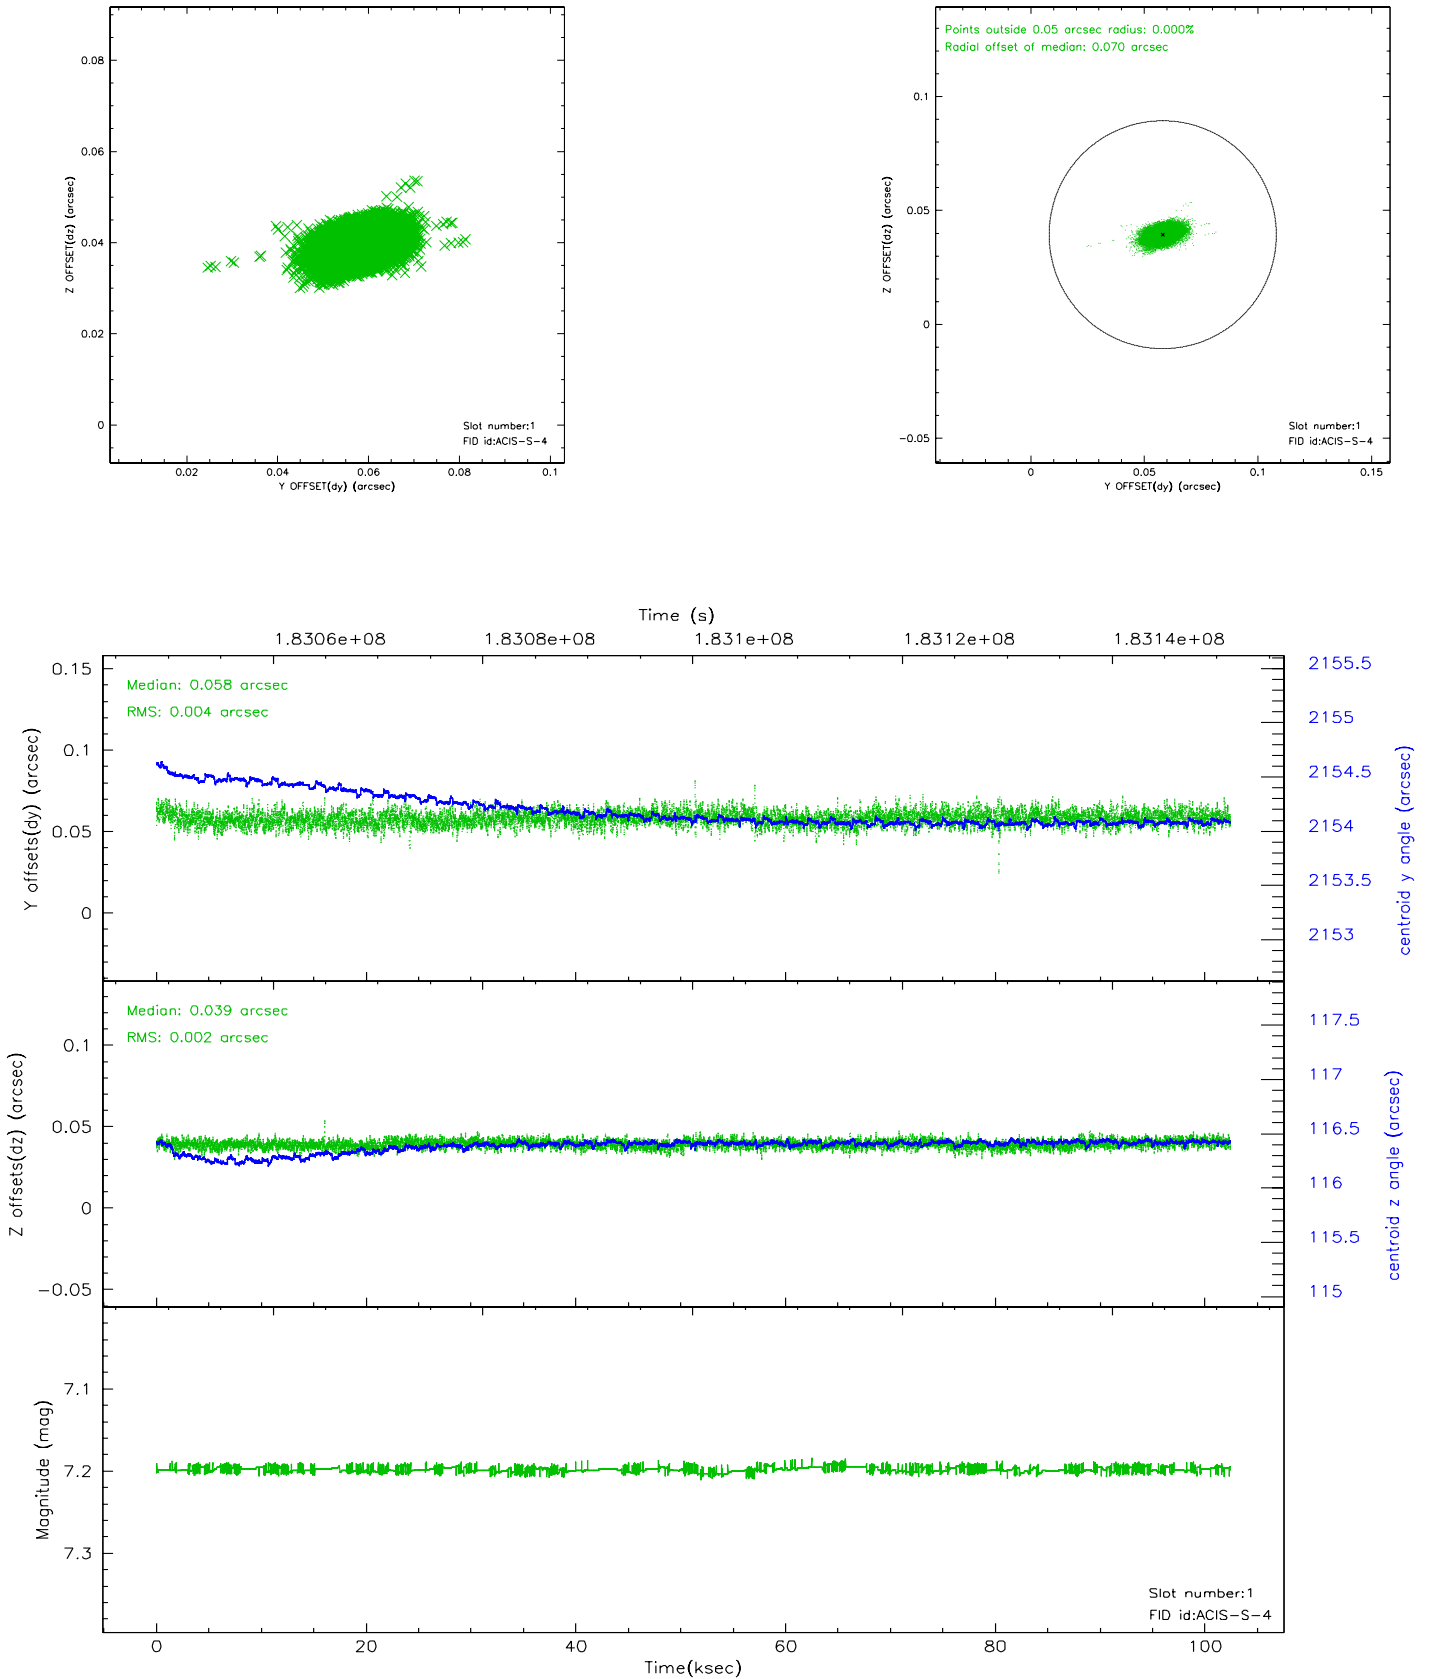 0.08
0.06
0.04
0.02
0
Z OFFSET(dz) (arcsec)
Slot number:1
FID id:ACIS-S-4
0.02 0.04 0.06 0.08 0.1
Y OFFSET(dy) (arcsec)
Points outside 0.05 arcsec radius: 0.000%
Radial offset of median: 0.070 arcsec
0.1
0.05
0
-0.05
Z OFFSET(dz) (arcsec)
Slot number:1
FID id:ACIS-S-4
0 0.05 0.1 0.15
Y OFFSET(dy) (arcsec)
Time (s)
1.8306e+08 1.8308e+08 1.831e+08 1.8312e+08 1.8314e+08
Median: 0.058 arcsec
RMS: 0.004 arcsec
0.15
0.1
0.05
0
Y offsets(dy) (arcsec)
2155.5
2155
2154.5
2154
2153.5
2153
centroid y angle (arcsec)
Median: 0.039 arcsec
RMS: 0.002 arcsec
0.1
0.05
0
-0.05
Z offsets(dz) (arcsec)
117.5
117
116.5
116
115.5
115
centroid z angle (arcsec)
7.1
7.2
7.3
Magnitude (mag)
Slot number:1
FID id:ACIS-S-4
0 20 40 60 80 100
Time(ksec)